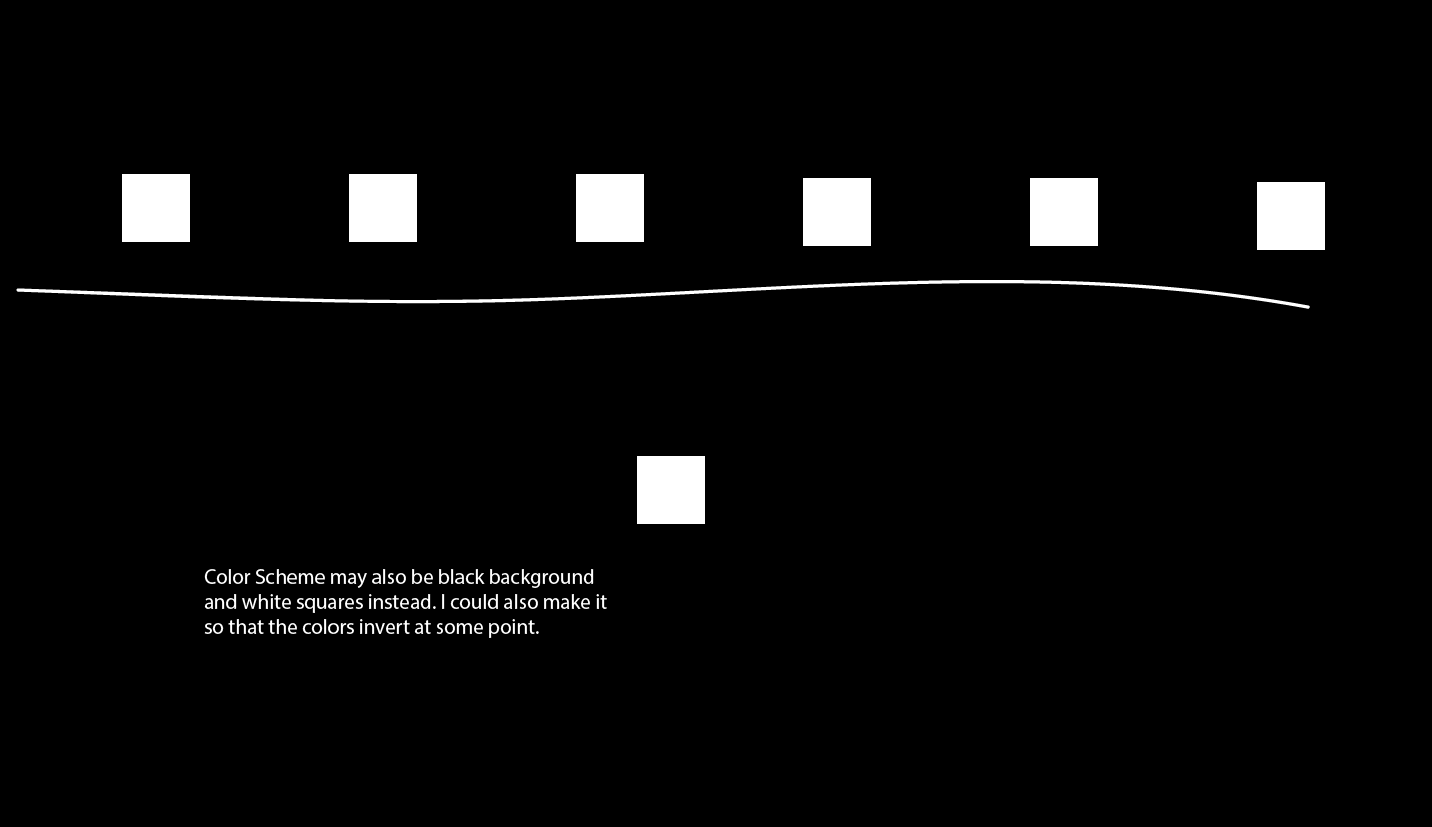 Color Scheme may also be black background
and white squares instead. I could also make it
so that the colors invert at some point.